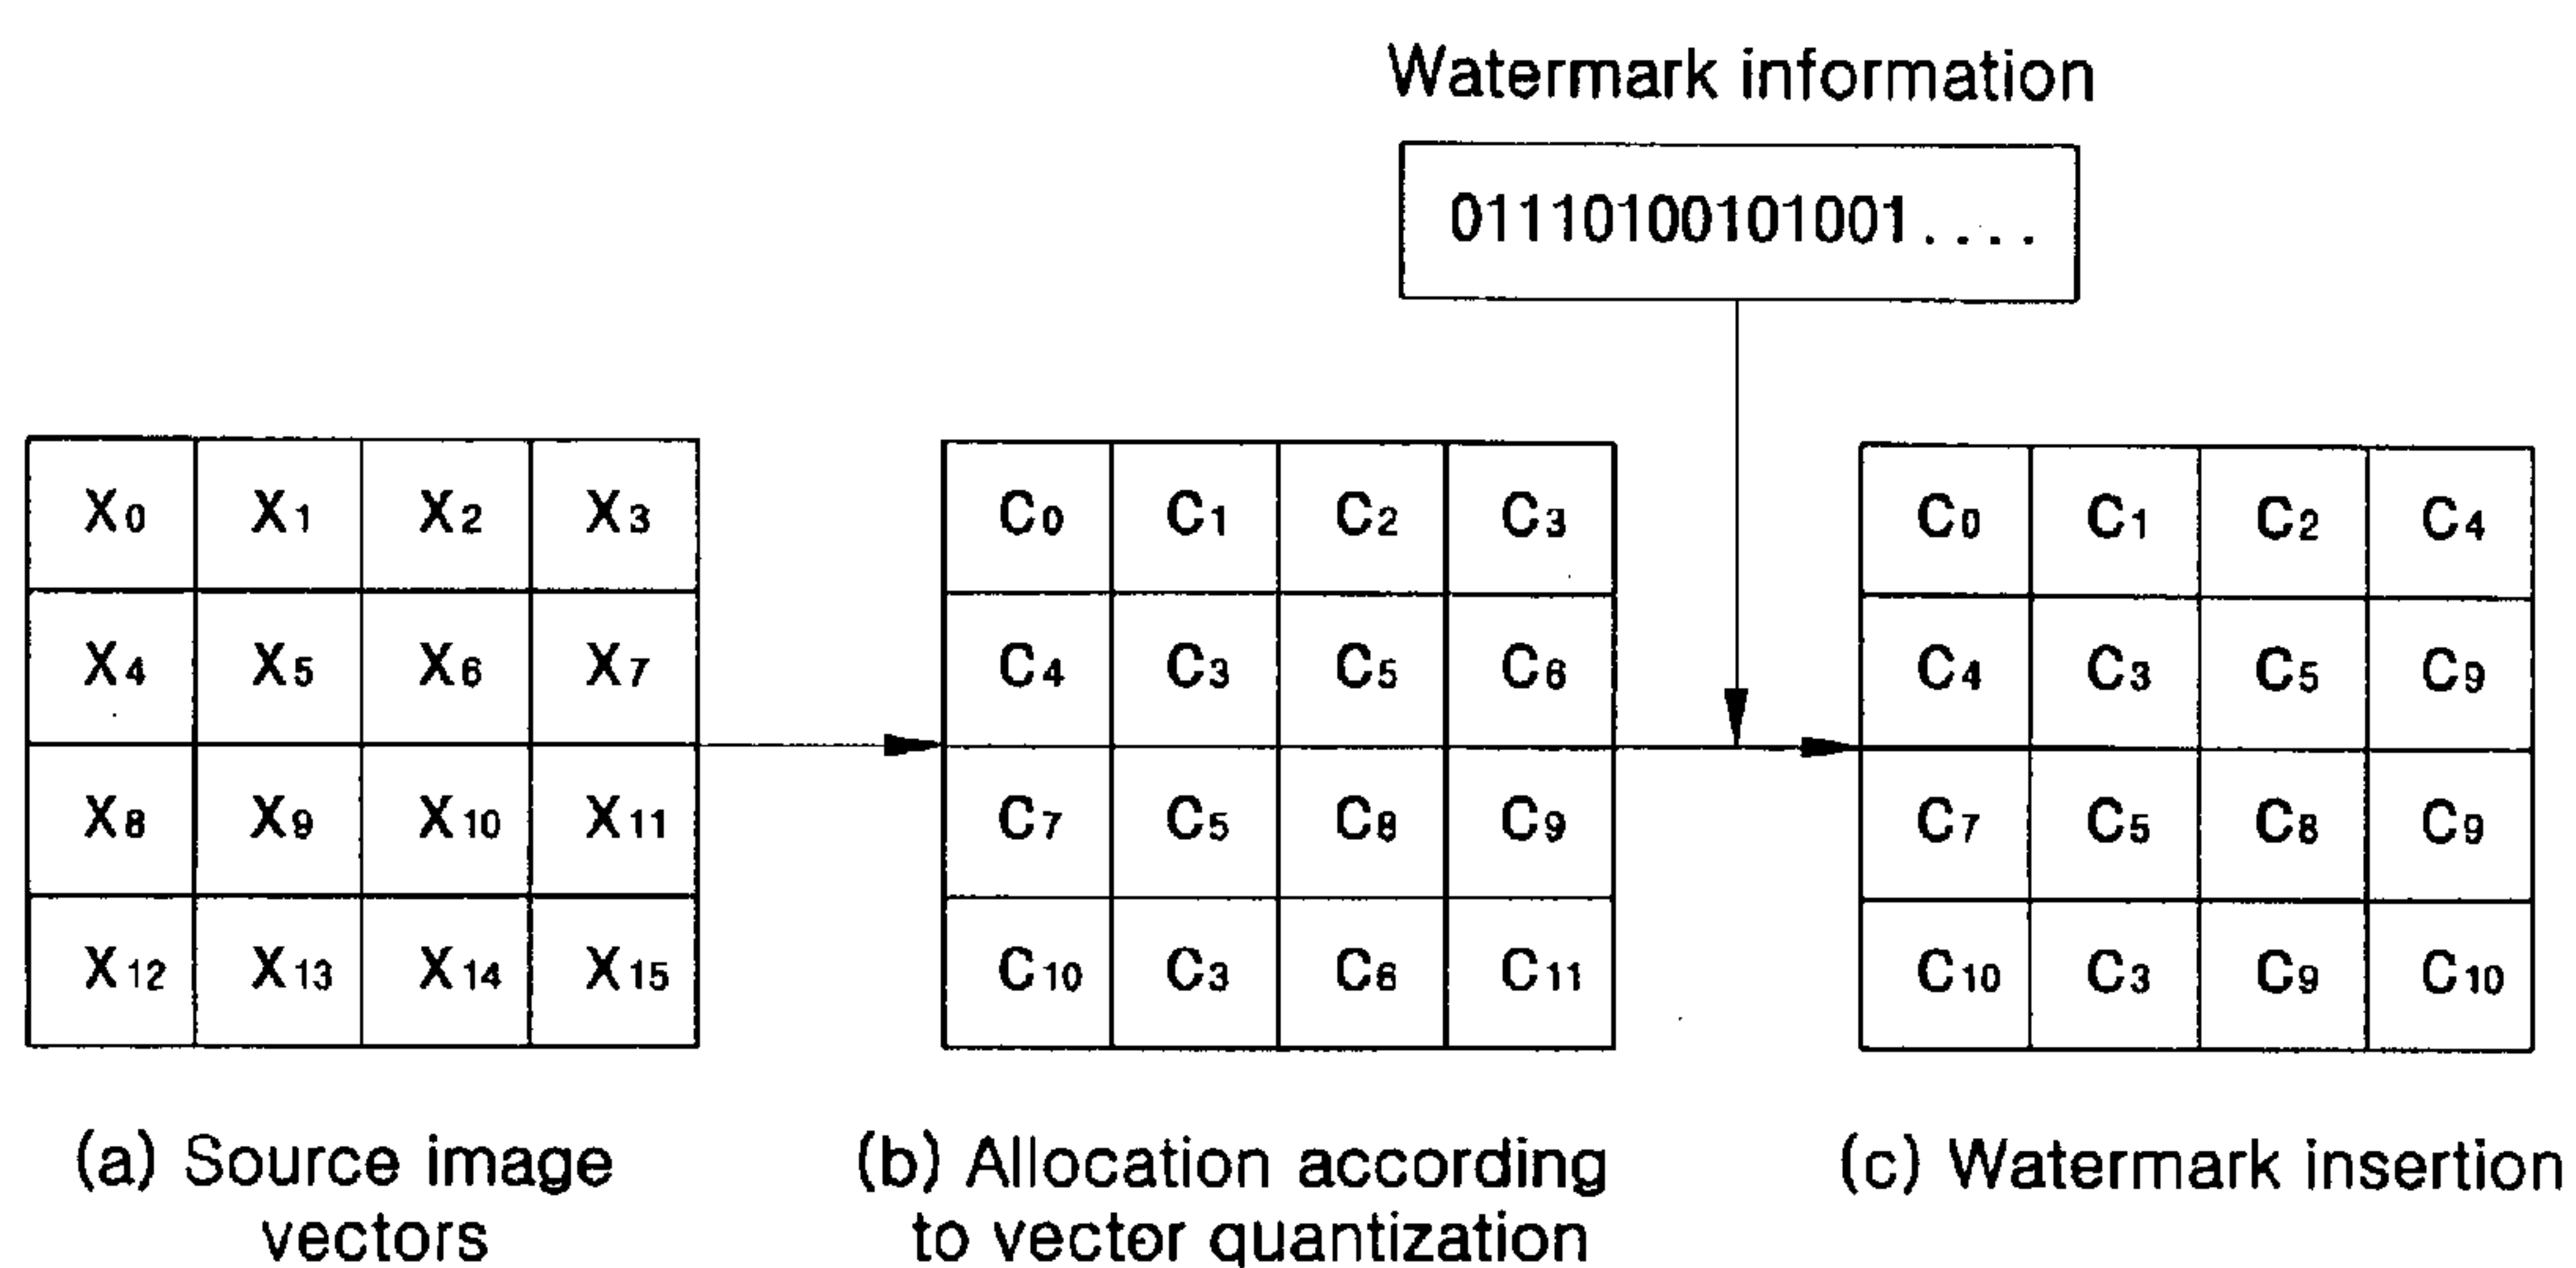 Watermark information
01110100101001....
X0 X1 X2 X3
X4 X5 X6 X7
X8 X9 X10 X11
X12 X13 X14 X15
C0 C1 C2 C3
C4 C3 C5 C6
C7 C5 C8 C9
C10 C3 C6 C11
C0 C1 C2 C4
C4 C3 C5 C9
C7 C5 C8 C9
C10 C3 C9 C10
(a) Source image
vectors
(b) Allocation according
to vector quantization
(c) Watermark insertion